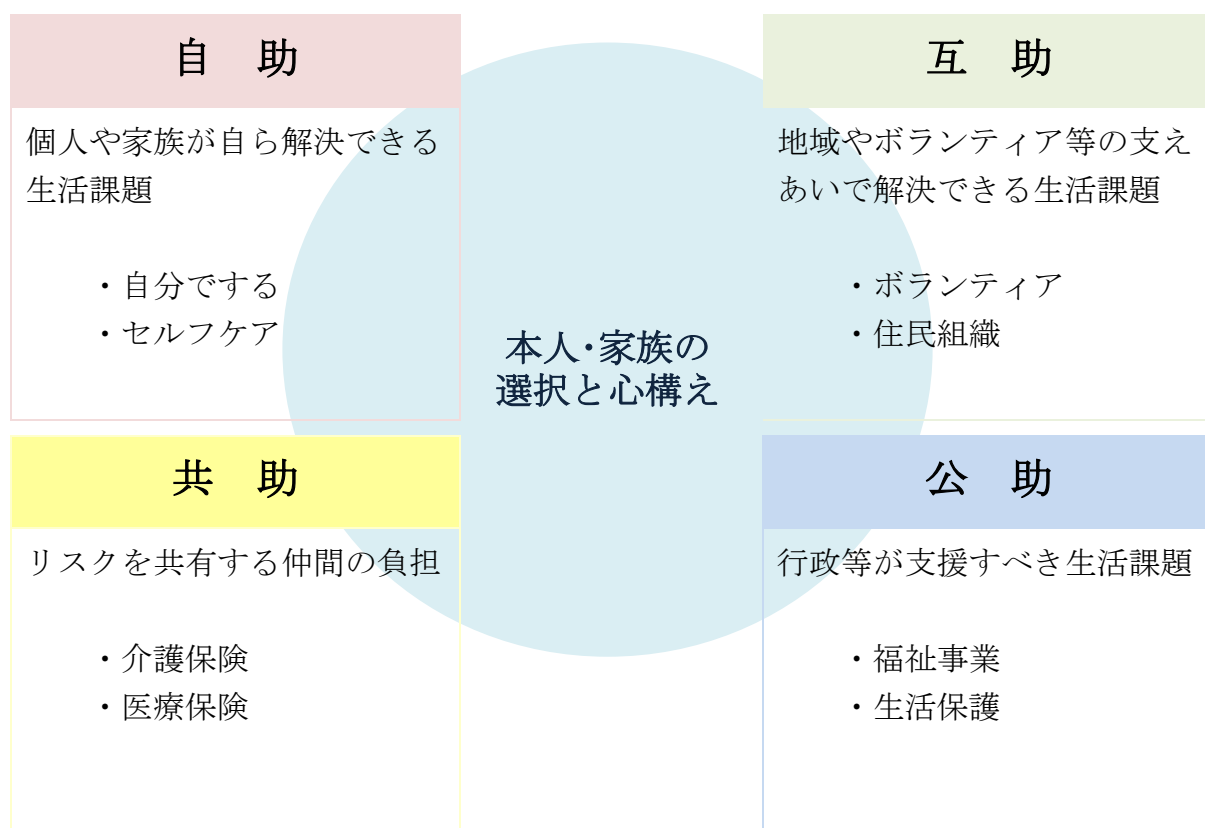 自　助
個人や家族が自ら解決できる
生活課題
・自分でする
・セルフケア
互　助
地域やボランティア等の支え
あいで解決できる生活課題
・ボランティア
・住民組織
本人・家族の
選択と心構え
共　助
リスクを共有する仲間の負担
・介護保険
・医療保険
公　助
行政等が支援すべき生活課題
・福祉事業
・生活保護